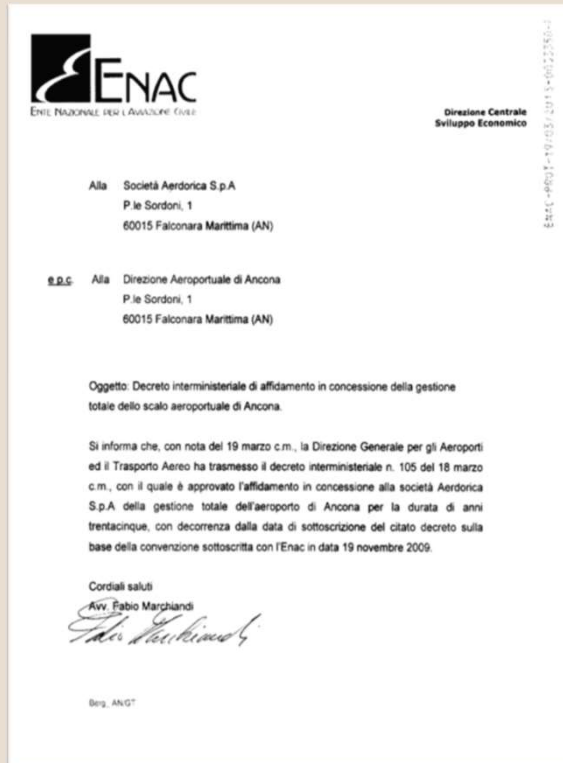 ENAC
ENTE NAZIONALE PER L'AVIAZIONE CIVILE
Direzione Centrale
Sviluppo Economico
Alla Società Aerdorica S.p.A
P.le Sordoni, 1
60015 Falconara Marittima (AN)
e.p.c. Alla Direzione Aeroportuale di Ancona
P.le Sordoni, 1
60015 Falconara Marittima (AN)
Oggetto: Decreto interministeriale di affidamento in concessione della gestione
totale dello scalo aeroportuale di Ancona.
Si informa che, con nota del 19 marzo c.m., la Direzione Generale per gli Aeroporti
ed il Trasporto Aereo ha trasmesso il decreto interministeriale n. 105 del 18 marzo
c.m., con il quale è approvato l'affidamento in concessione alla società Aerdorica
S.p.A della gestione totale dell'aeroporto di Ancona per la durata di anni
trentacinque, con decorrenza dalla data di sottoscrizione del citato decreto sulla
base della convenzione sottoscritta con l'Enac in data 19 novembre 2009.
Cordiali saluti
Avv. Fabio Marchiandi
Fabio Marchiandi
Berg_AN/GT